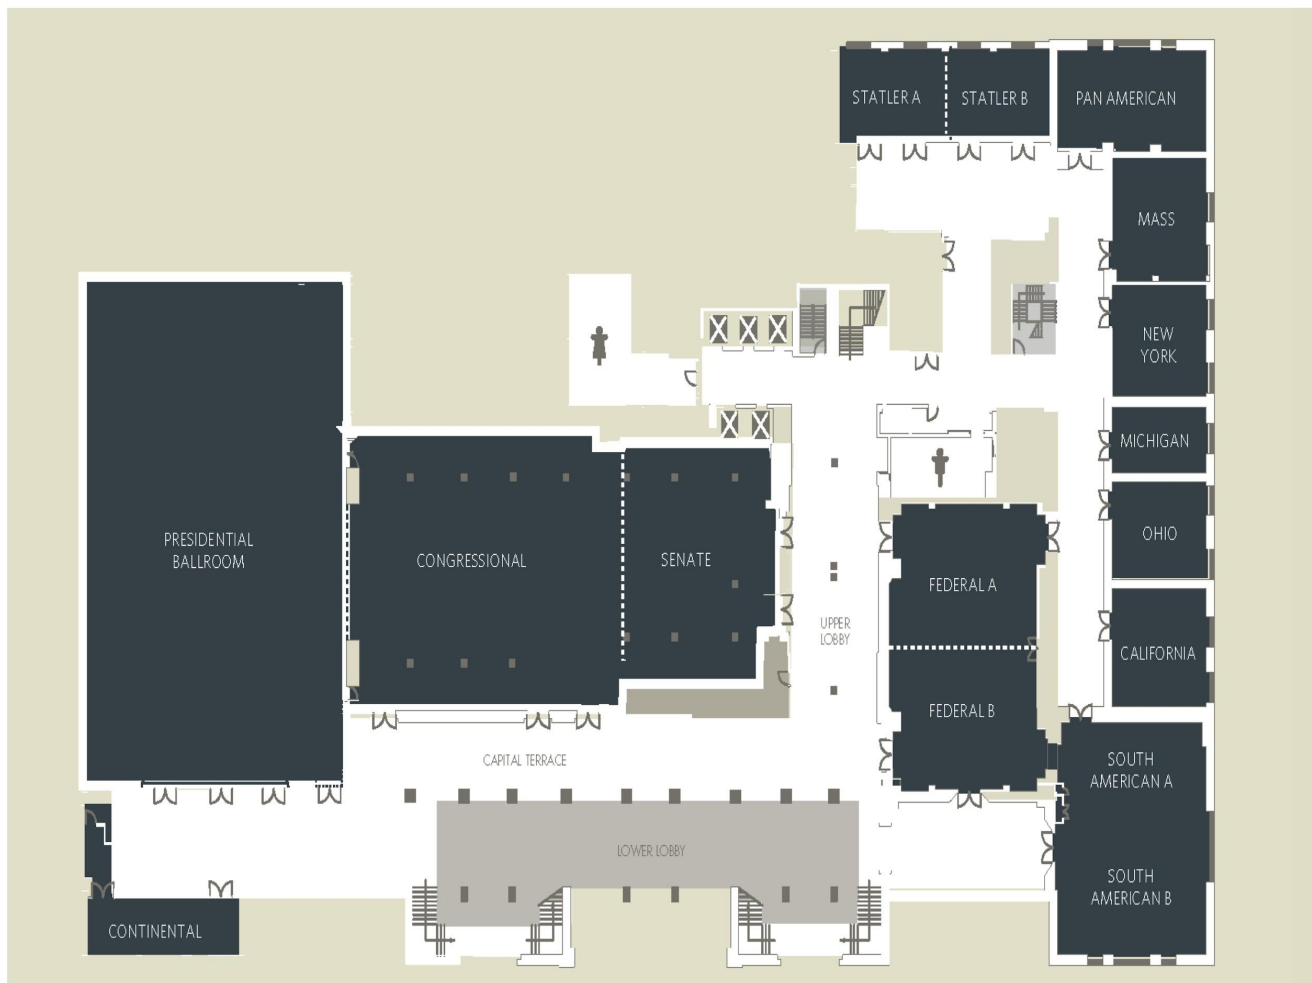 STATLER A
STATLER B
PAN AMERICAN
MASS
NEW
YORK
MICHIGAN
OHIO
CALIFORNIA
PRESIDENTIAL
BALLROOM
CONGRESSIONAL
SENATE
FEDERAL A
UPPER
LOBBY
FEDERAL B
CAPITAL TERRACE
SOUTH
AMERICAN A
LOWER LOBBY
SOUTH
AMERICAN B
CONTINENTAL